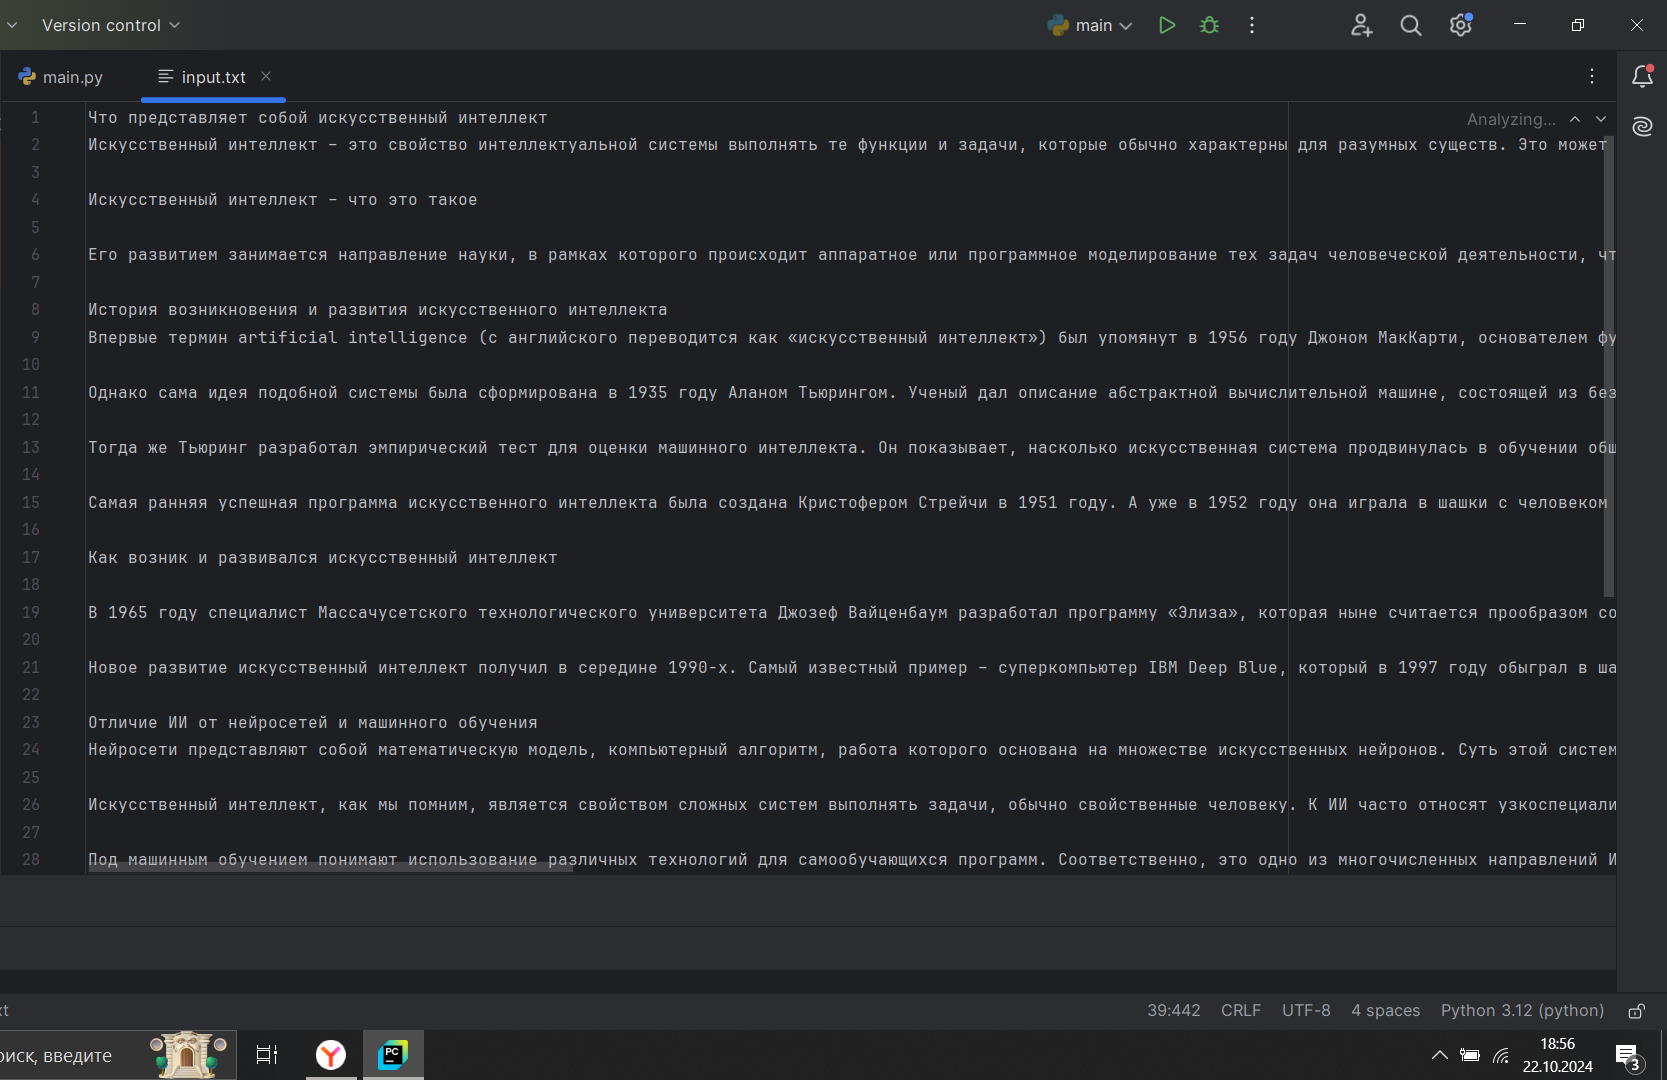 Version control
main
main.py
input.txt
Analyzing...
1 Что представляет собой искусственный интеллект
2 Искусственный интеллект – это свойство интеллектуальной системы выполнять те функции и задачи, которые обычно характерны для разумных существ. Это может
3
4 Искусственный интеллект – что это такое
5
6 Его развитием занимается направление науки, в рамках которого происходит аппаратное или программное моделирование тех задач человеческой деятельности, чт
7
8 История возникновения и развития искусственного интеллекта
9 Впервые термин artificial intelligence (с английского переводится как «искусственный интеллект») был упомянут в 1956 году Джоном МакКарти, основателем фу
10
11 Однако сама идея подобной системы была сформирована в 1935 году Аланом Тьюрингом. Ученый дал описание абстрактной вычислительной машине, состоящей из без
12
13 Тогда же Тьюринг разработал эмпирический тест для оценки машинного интеллекта. Он показывает, насколько искусственная система продвинулась в обучении общ
14
15 Самая ранняя успешная программа искусственного интеллекта была создана Кристофером Стрейчи в 1951 году. А уже в 1952 году она играла в шашки с человеком
16
17 Как возник и развивался искусственный интеллект
18
19 В 1965 году специалист Массачусетского технологического университета Джозеф Вайценбаум разработал программу «Элиза», которая ныне считается прообразом со
20
21 Новое развитие искусственный интеллект получил в середине 1990-х. Самый известный пример – суперкомпьютер IBM Deep Blue, который в 1997 году обыграл в ша
22
23 Отличие ИИ от нейросетей и машинного обучения
24 Нейросети представляют собой математическую модель, компьютерный алгоритм, работа которого основана на множестве искусственных нейронов. Суть этой систем
25
26 Искусственный интеллект, как мы помним, является свойством сложных систем выполнять задачи, обычно свойственные человеку. К ИИ часто относят узкоспециали
27
28 Под машинным обучением понимают использование различных технологий для самообучающихся программ. Соответственно, это одно из многочисленных направлений И
xt
39:442 CRLF UTF-8 4 spaces Python 3.12 (python)
оиск, введите
PC
18:56
22.10.2024
3